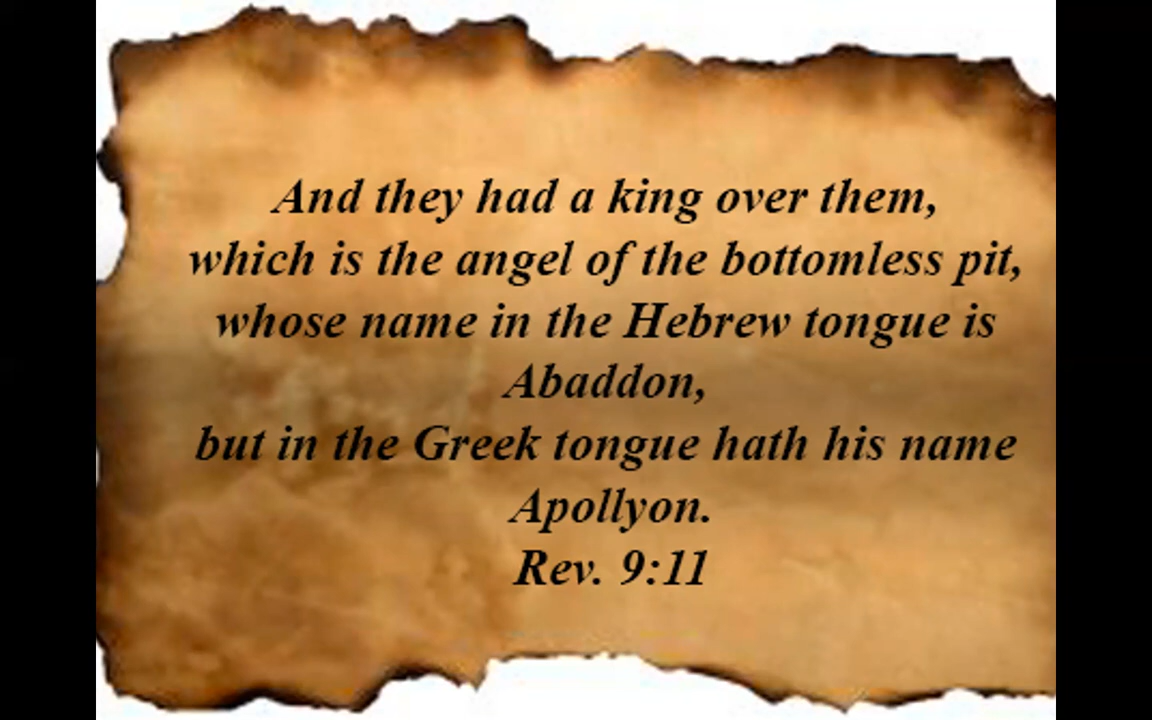 And they had a king over them,
which is the angel of the bottomless pit,
whose name in the Hebrew tongue is
Abaddon,
but in the Greek tongue hath his name
Apollyon.
Rev. 9:11